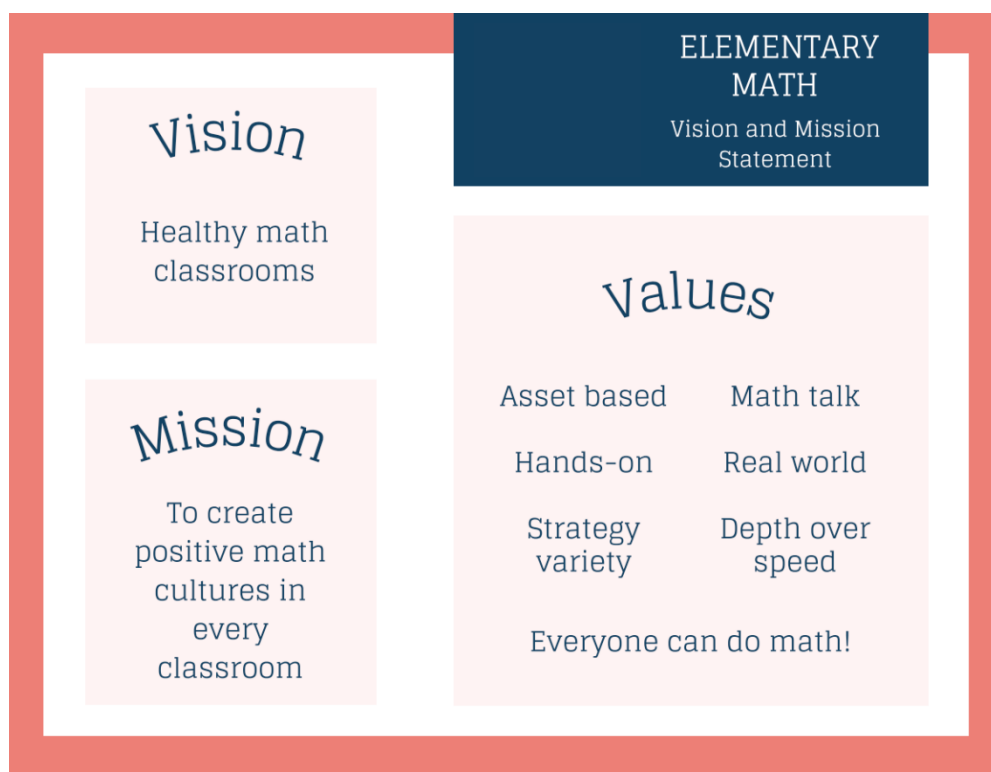 ELEMENTARY
MATH
Vision and Mission
Statement
Vision
Healthy math
classrooms
Mission
To create
positive math
cultures in
every
classroom
Values
Asset based
Math talk
Hands-on
Real world
Strategy
variety
Depth over
speed
Everyone can do math!